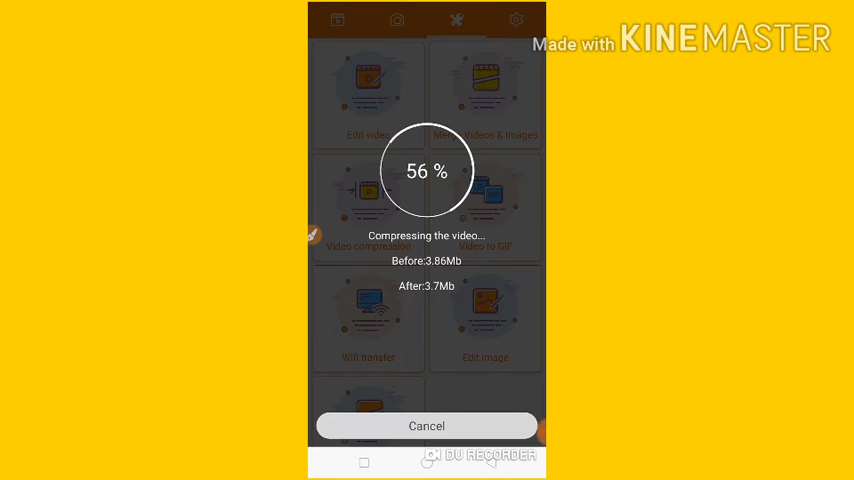 Made with KINEMASTER
Edit video
Merge Videos & Images
56 %
Compressing the video...
Video compression
Video to GIF
Before:3.86Mb
After:3.7Mb
Wifi transfer
Edit Image
Cancel
DU RECORDER